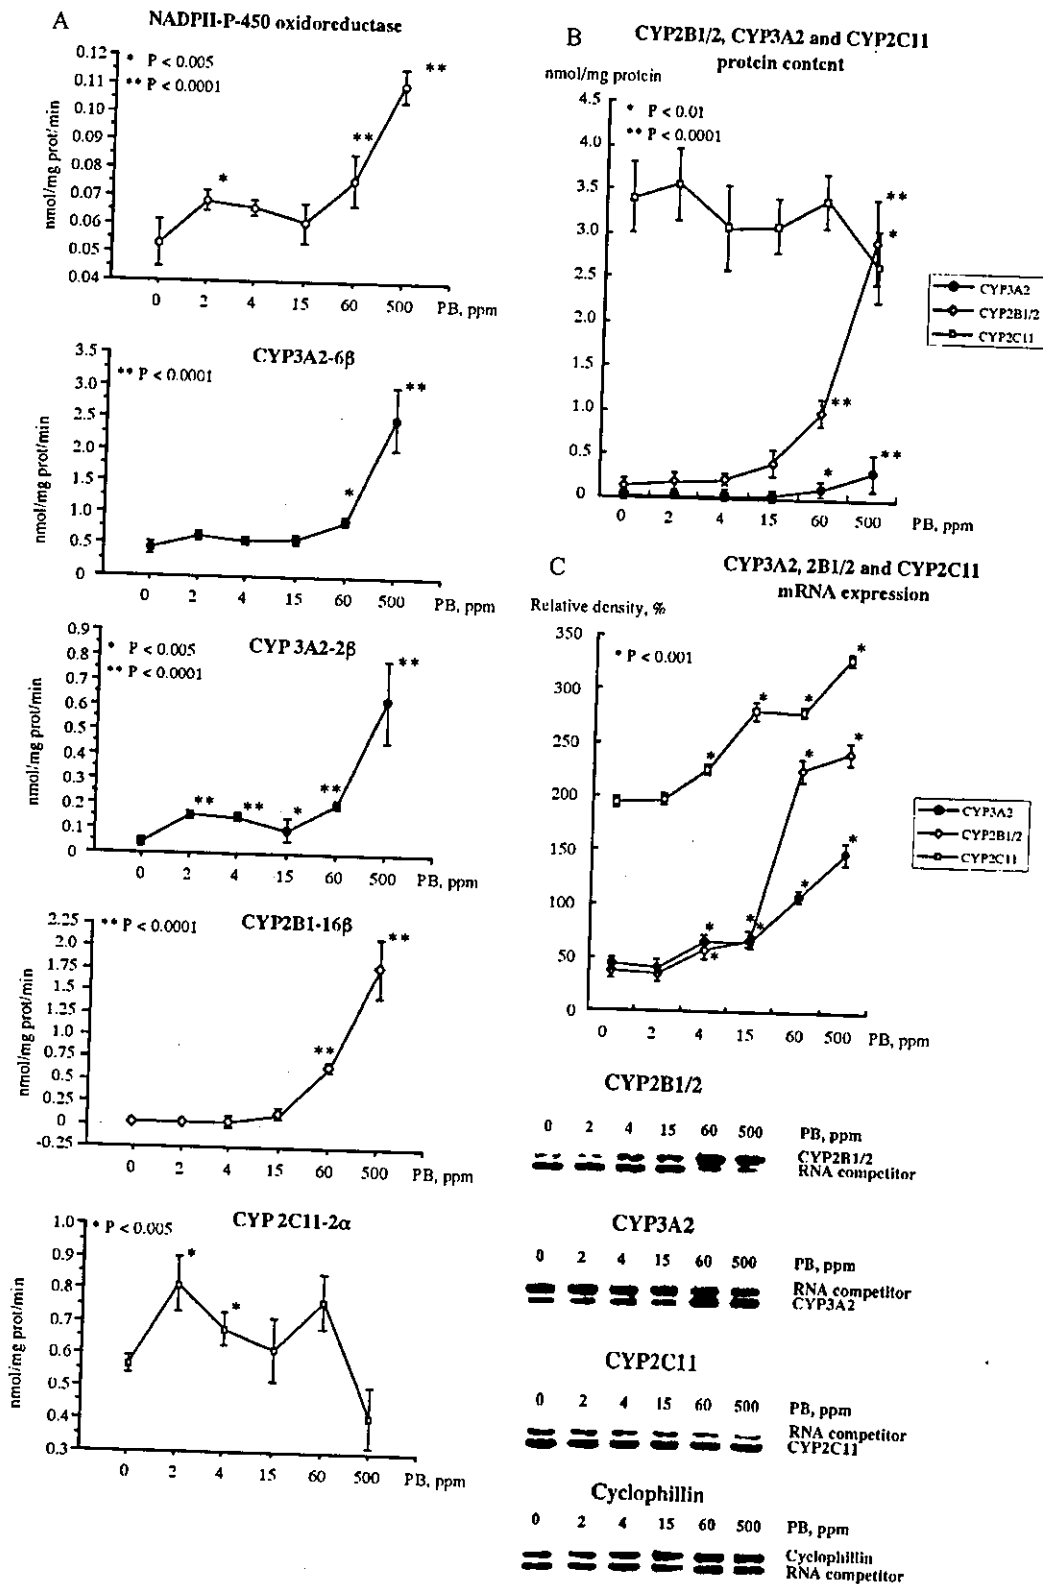 A
NADPII-P-450 oxidoreductase
* P < 0.005
** P < 0.0001
nmol/mg prot/min
0.12
0.11
0.10
0.09
0.08
0.07
0.06
0.05
0.04
*
**
**
0 2 4 15 60 500 PB, ppm
CYP3A2-6β
** P < 0.0001
nmol/mg prot/min
3.5
3.0
2.5
2.0
1.5
1.0
0.5
0
*
**
0 2 4 15 60 500 PB, ppm
CYP 3A2-2β
* P < 0.005
** P < 0.0001
nmol/mg prot/min
0.9
0.8
0.7
0.6
0.5
0.4
0.3
0.2
0.1
0
**
**
*
**
**
0 2 4 15 60 500 PB, ppm
CYP2B1-16β
** P < 0.0001
nmol/mg prot/min
2.25
2.0
1.75
1.5
1.25
1.0
0.75
0.5
0.25
0
-0.25
**
**
0 2 4 15 60 500 PB, ppm
CYP 2C11-2α
* P < 0.005
nmol/mg prot/min
1.0
0.9
0.8
0.7
0.6
0.5
0.4
0.3
*
*
0 2 4 15 60 500 PB, ppm
B
CYP2B1/2, CYP3A2 and CYP2C11
protein content
nmol/mg protein
* P < 0.01
** P < 0.0001
4.5
4.0
3.5
3.0
2.5
2.0
1.5
1.0
0.5
0
**
*
**
*
**
0 2 4 15 60 500 PB, ppm
CYP3A2
CYP2B1/2
CYP2C11
C
CYP3A2, 2B1/2 and CYP2C11
mRNA expression
Relative density, %
* P < 0.001
350
300
250
200
150
100
50
0
*
*
*
*
*
*
*
*
*
*
*
*
0 2 4 15 60 500 PB, ppm
CYP3A2
CYP2B1/2
CYP2C11
CYP2B1/2
0 2 4 15 60 500 PB, ppm
CYP2B1/2
RNA competitor
CYP3A2
0 2 4 15 60 500 PB, ppm
RNA competitor
CYP3A2
CYP2C11
0 2 4 15 60 500 PB, ppm
RNA competitor
CYP2C11
Cyclophillin
0 2 4 15 60 500 PB, ppm
Cyclophillin
RNA competitor